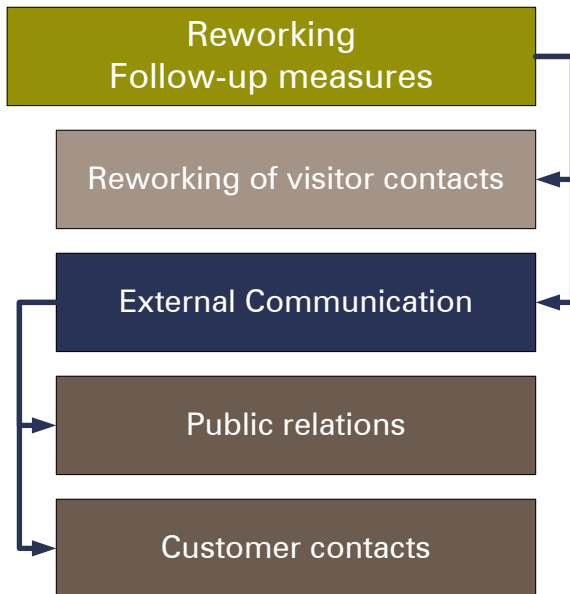 Reworking
Follow-up measures
Reworking of visitor contacts
External Communication
Public relations
Customer contacts